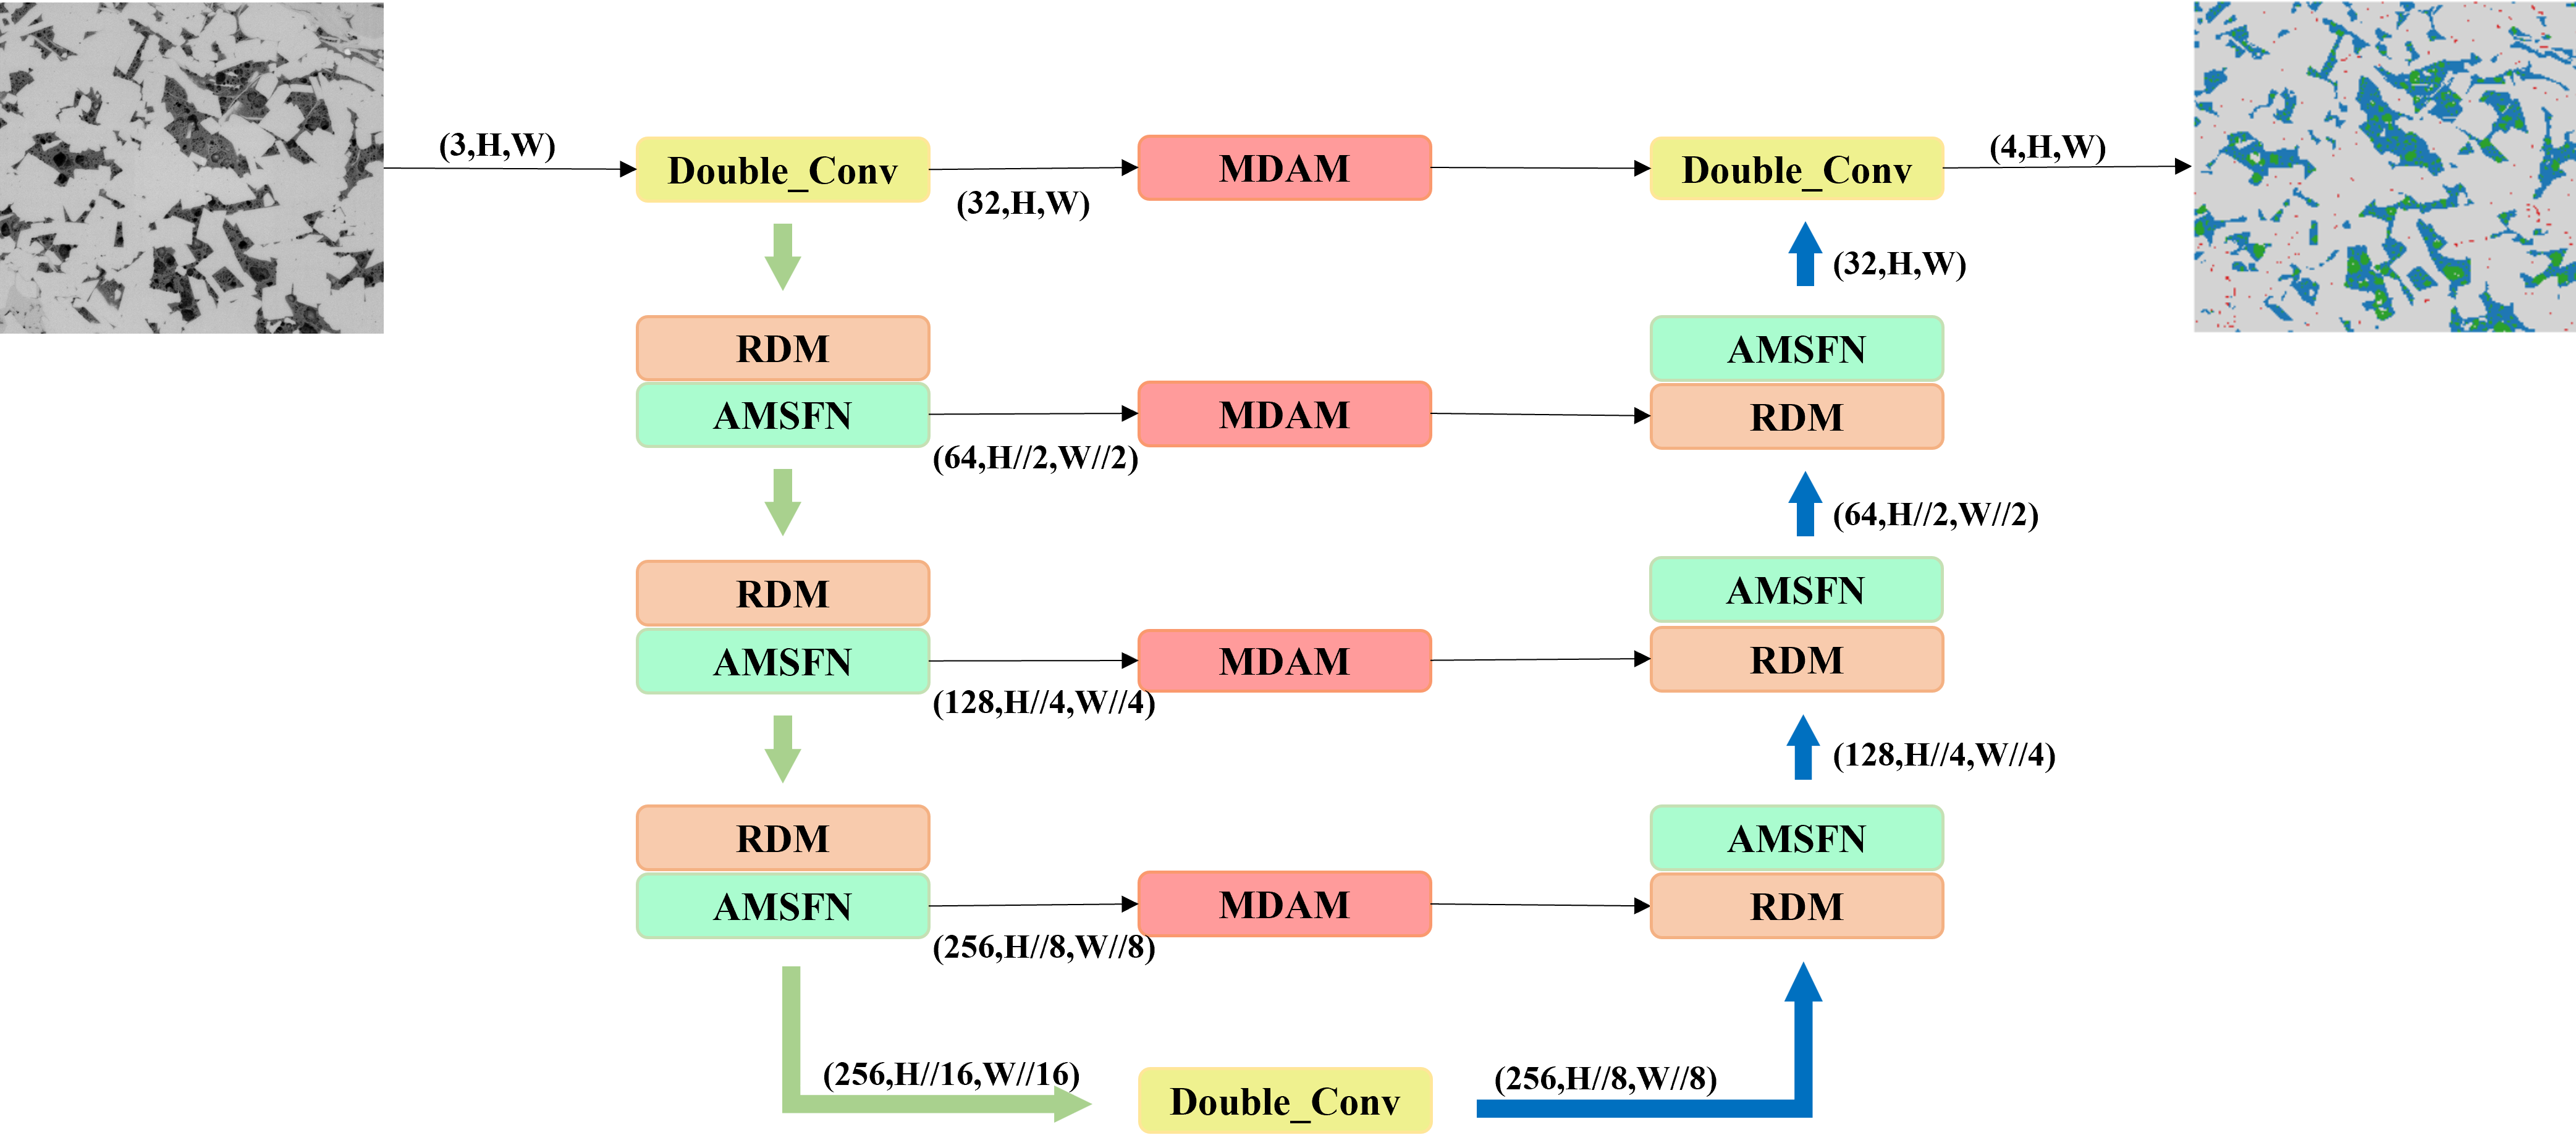 (3,H,W)
Double_Conv
(32,H,W)
MDAM
Double_Conv
(4,H,W)
(32,H,W)
RDM
AMSFN
(64,H//2,W//2)
MDAM
AMSFN
RDM
(64,H//2,W//2)
RDM
AMSFN
(128,H//4,W//4)
MDAM
AMSFN
RDM
(128,H//4,W//4)
RDM
AMSFN
(256,H//8,W//8)
MDAM
AMSFN
RDM
(256,H//16,W//16)
Double_Conv
(256,H//8,W//8)